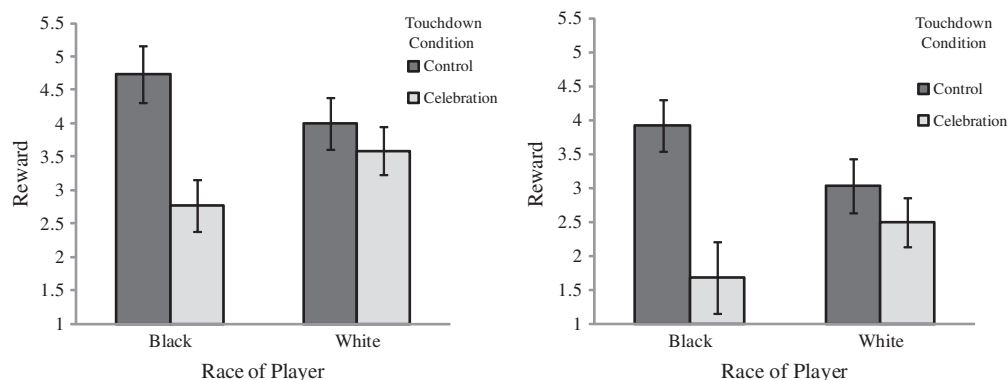 5.5
5
4.5
4
3.5
3
2.5
2
1.5
1
Reward
Touchdown
Condition
Control
Celebration
Black
White
Race of Player
5.5
5
4.5
4
3.5
3
2.5
2
1.5
1
Reward
Touchdown
Condition
Control
Celebration
Black
White
Race of Player